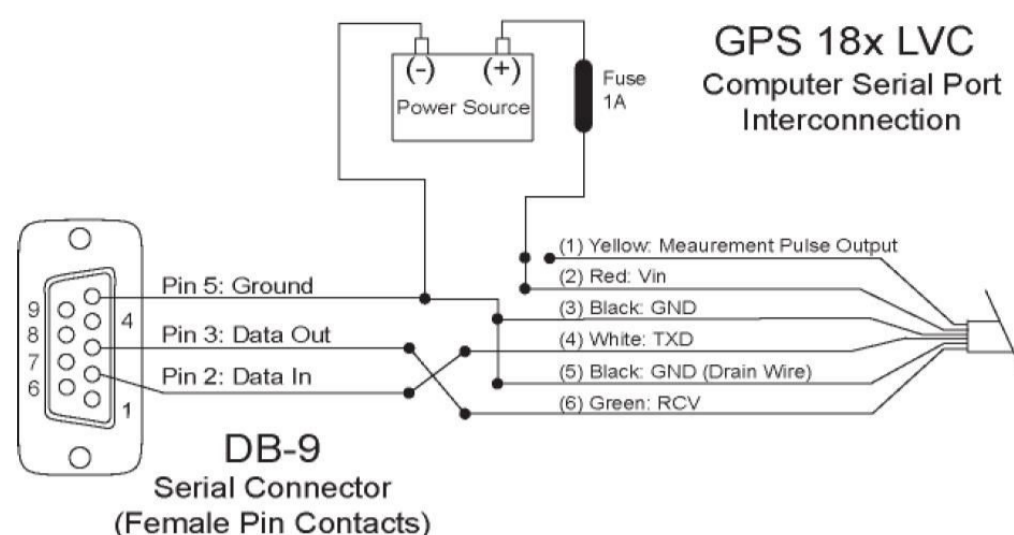 GPS 18x LVC
Computer Serial Port
Interconnection
(-) (+)
Power Source
Fuse
1A
(1) Yellow: Meaurement Pulse Output
(2) Red: Vin
(3) Black: GND
(4) White: TXD
(5) Black: GND (Drain Wire)
(6) Green: RCV
Pin 5: Ground
Pin 3: Data Out
Pin 2: Data In
9
8
7
6
4
1
DB-9
Serial Connector
(Female Pin Contacts)